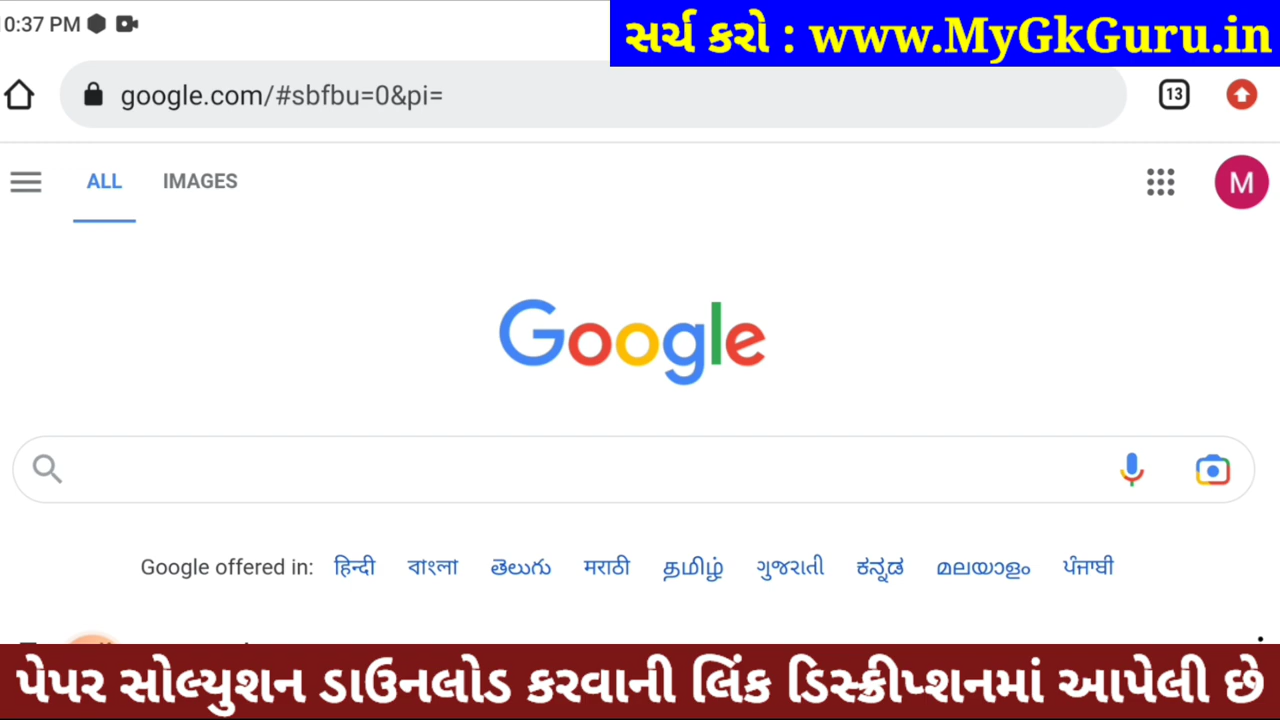 0:37 PM
સર્ચ કરો : www.MyGkGuru.in
google.com/#sbfbu=0&pi=
13
ALL IMAGES
M
Google
Google offered in: हिन्दी বাংলা తెలుగు मराठी தமிழ் ગુજરાતી ಕನ್ನಡ മലയാളം ਪੰਜਾਬੀ
પેપર સોલ્યુશન ડાઉનલોડ કરવાની લિંક ડિસ્ક્રીપ્શનમાં આપેલી છે